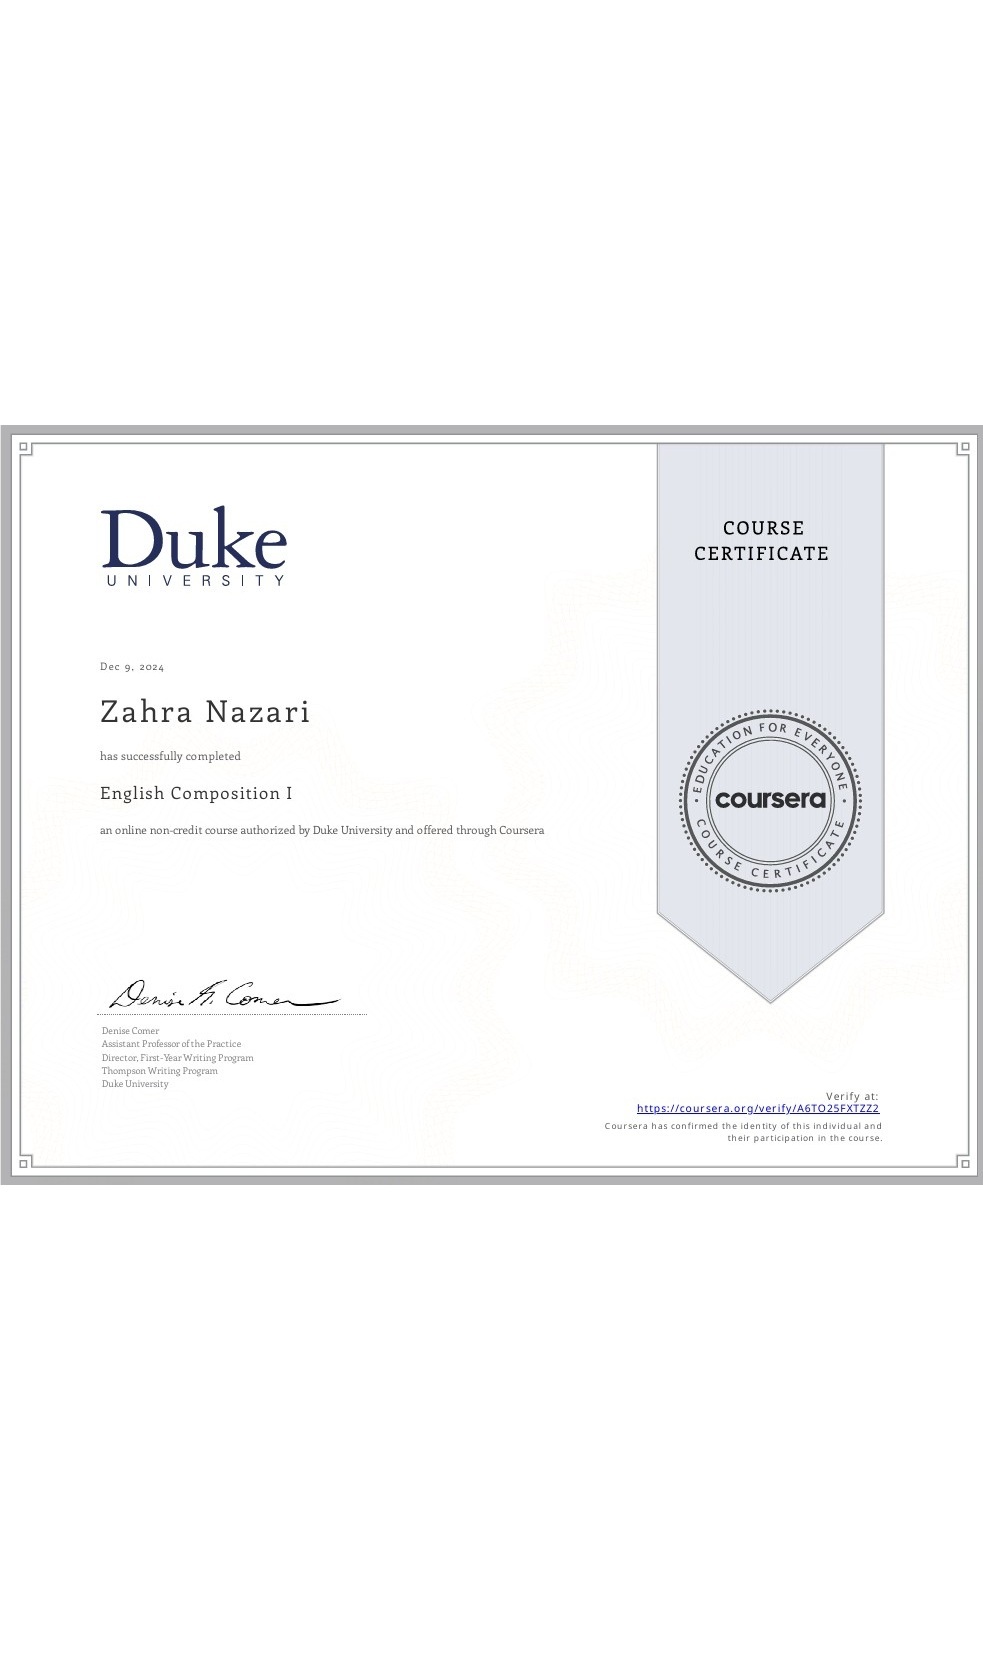 Duke
UNIVERSITY
COURSE
CERTIFICATE
Dec 9, 2024
Zahra Nazari
has successfully completed
English Composition I
an online non-credit course authorized by Duke University and offered through Coursera
EDUCATION FOR EVERYONE
coursera
COURSE CERTIFICATE
Denise K. Comer
Denise Comer
Assistant Professor of the Practice
Director, First-Year Writing Program
Thompson Writing Program
Duke University
Verify at:
https://coursera.org/verify/A6TO25FXTZZ2
Coursera has confirmed the identity of this individual and
their participation in the course.